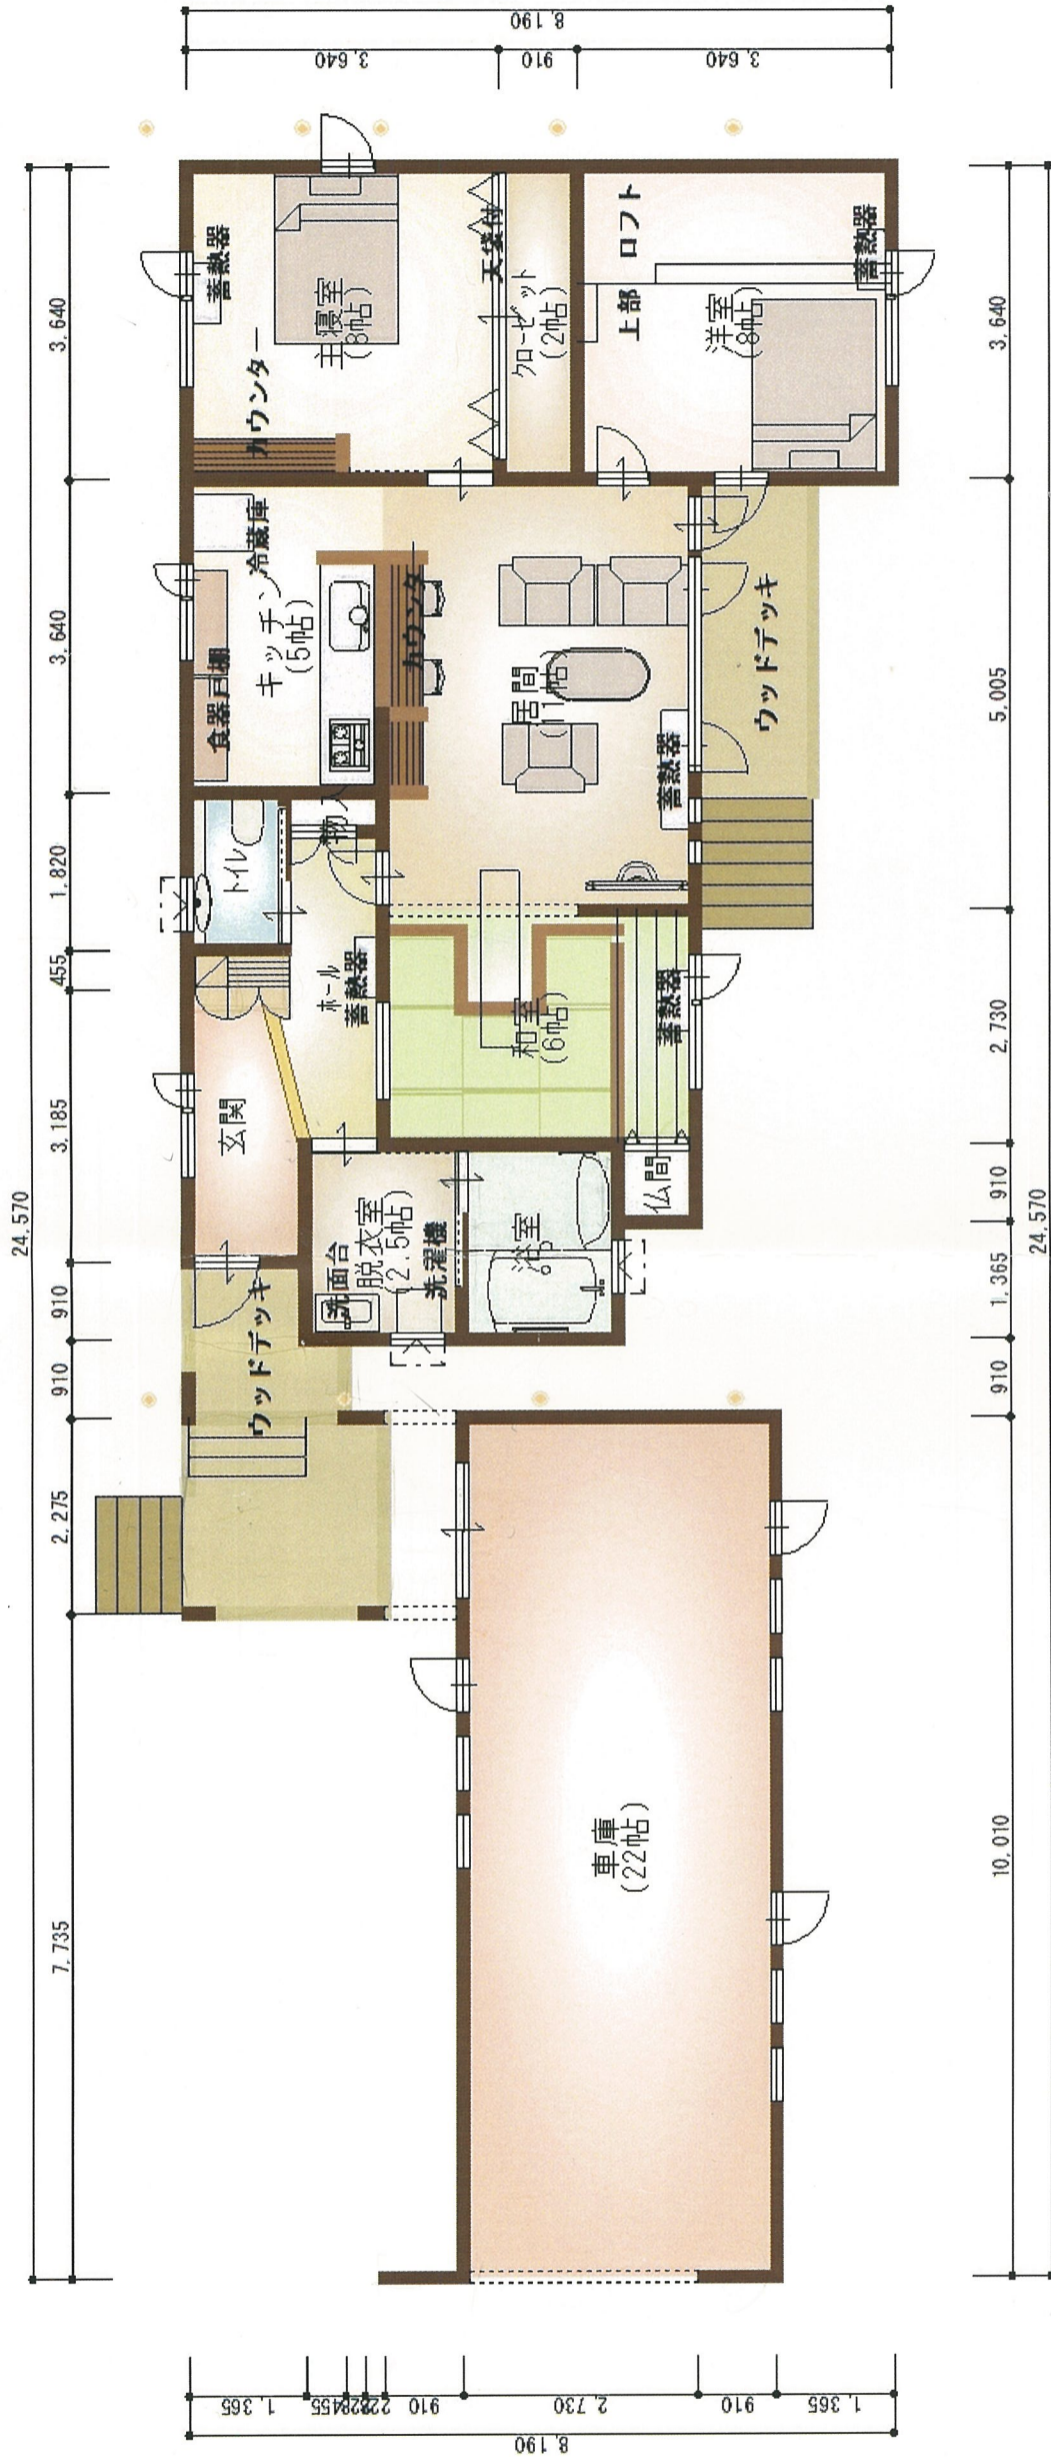 8,190
3,640
910
3,640
24,570
3,640
3,640
1,820
455
3,185
910
910
2,275
7,735
蓄熱器
カウンター
主寝室
(8帖)
天袋付
クローゼット
(2帖)
上部 ロフト
洋室
(8帖)
蓄熱器
冷蔵庫
食器戸棚
キッチン
(5帖)
カウンター
居間
蓄熱器
ウッドデッキ
トイレ
物入
ホール
蓄熱器
玄関
和室
(6帖)
蓄熱器
仏間
洗面台
脱衣室
(2.5帖)
洗濯機
浴室
ウッドデッキ
車庫
(22帖)
3,640
5,005
2,730
910
1,365
910
10,010
24,570
1,365
455
910
2,730
910
1,365
8,190